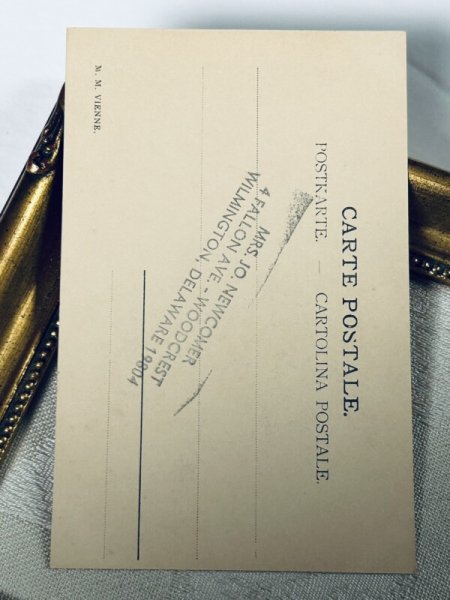 CARTE POSTALE.
POSTKARTE. — CARTOLINA POSTALE.
MRS. JO. NEWCOMER
4 FALLON AVE. - WOODCREST
WILMINGTON, DELAWARE 19804
M. M. VIENNE.